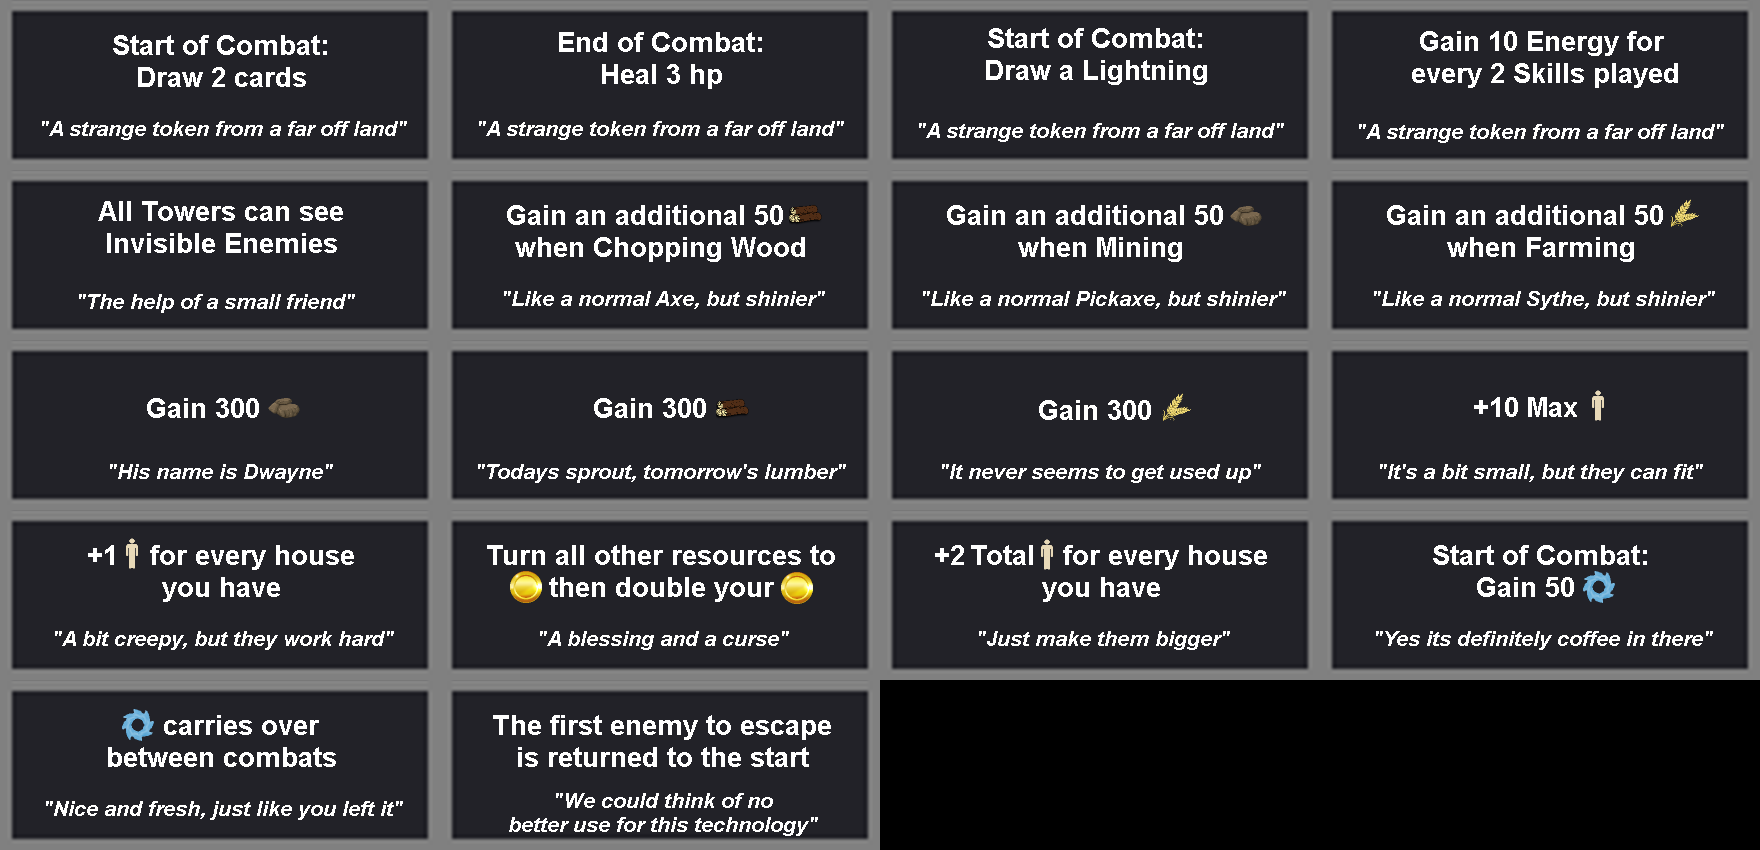 Start of Combat:
Draw 2 cards
"A strange token from a far off land"
End of Combat:
Heal 3 hp
"A strange token from a far off land"
Start of Combat:
Draw a Lightning
"A strange token from a far off land"
Gain 10 Energy for
every 2 Skills played
"A strange token from a far off land"
All Towers can see
Invisible Enemies
"The help of a small friend"
Gain an additional 50
when Chopping Wood
"Like a normal Axe, but shinier"
Gain an additional 50
when Mining
"Like a normal Pickaxe, but shinier"
Gain an additional 50
when Farming
"Like a normal Sythe, but shinier"
Gain 300
"His name is Dwayne"
Gain 300
"Todays sprout, tomorrow's lumber"
Gain 300
"It never seems to get used up"
+10 Max
"It's a bit small, but they can fit"
+1 for every house
you have
"A bit creepy, but they work hard"
Turn all other resources to
then double your
"A blessing and a curse"
+2 Total for every house
you have
"Just make them bigger"
Start of Combat:
Gain 50
"Yes its definitely coffee in there"
carries over
between combats
"Nice and fresh, just like you left it"
The first enemy to escape
is returned to the start
"We could think of no
better use for this technology"